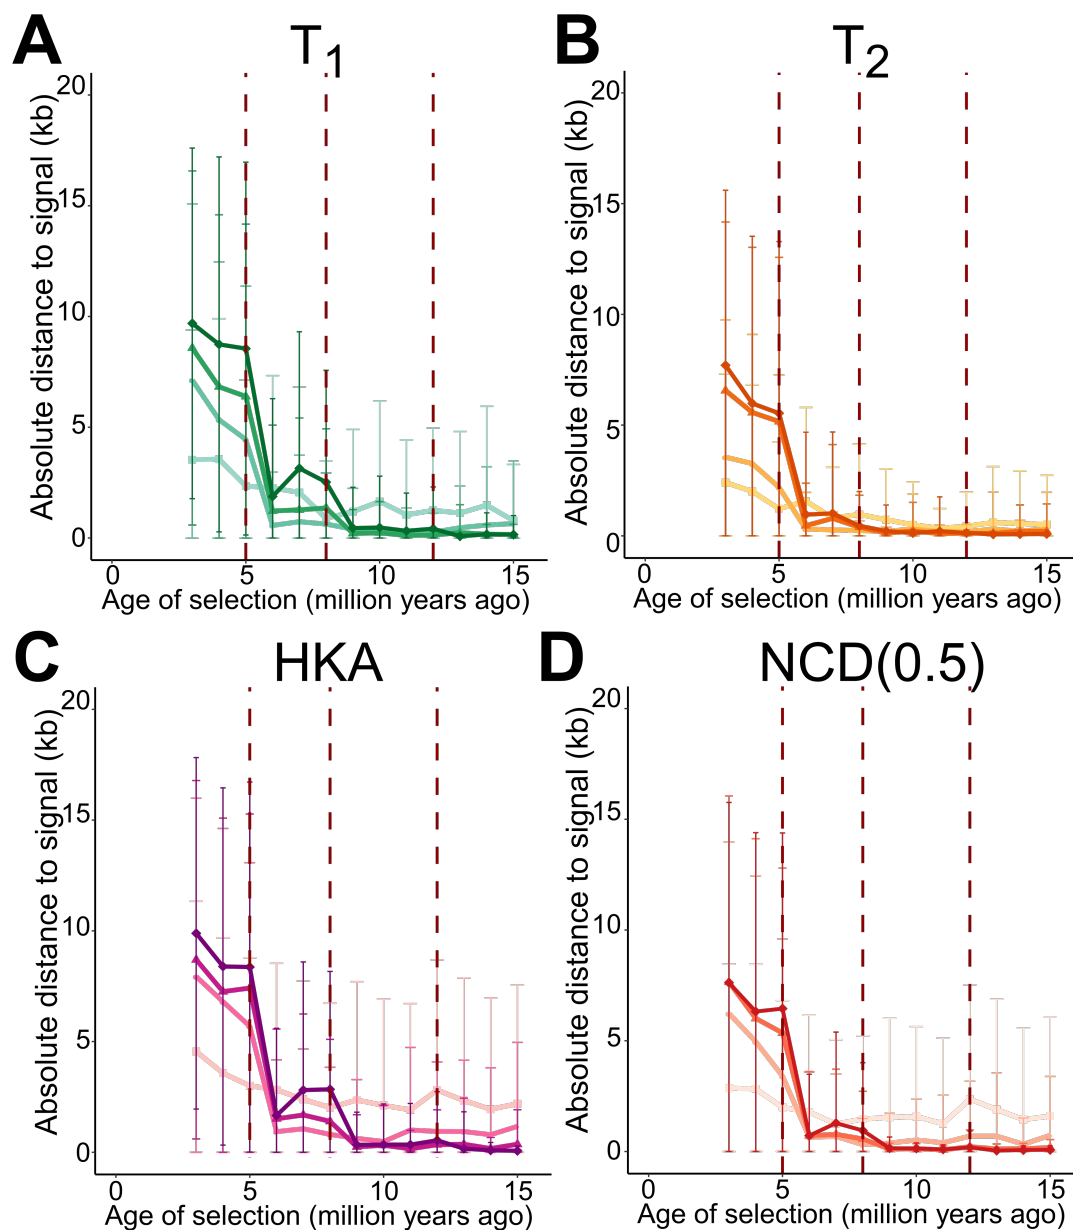 A
T1
Absolute distance to signal (kb)
20
15
10
5
0
0 5 10 15
Age of selection (million years ago)
B
T2
Absolute distance to signal (kb)
20
15
10
5
0
0 5 10 15
Age of selection (million years ago)
C
HKA
Absolute distance to signal (kb)
20
15
10
5
0
0 5 10 15
Age of selection (million years ago)
D
NCD(0.5)
Absolute distance to signal (kb)
20
15
10
5
0
0 5 10 15
Age of selection (million years ago)